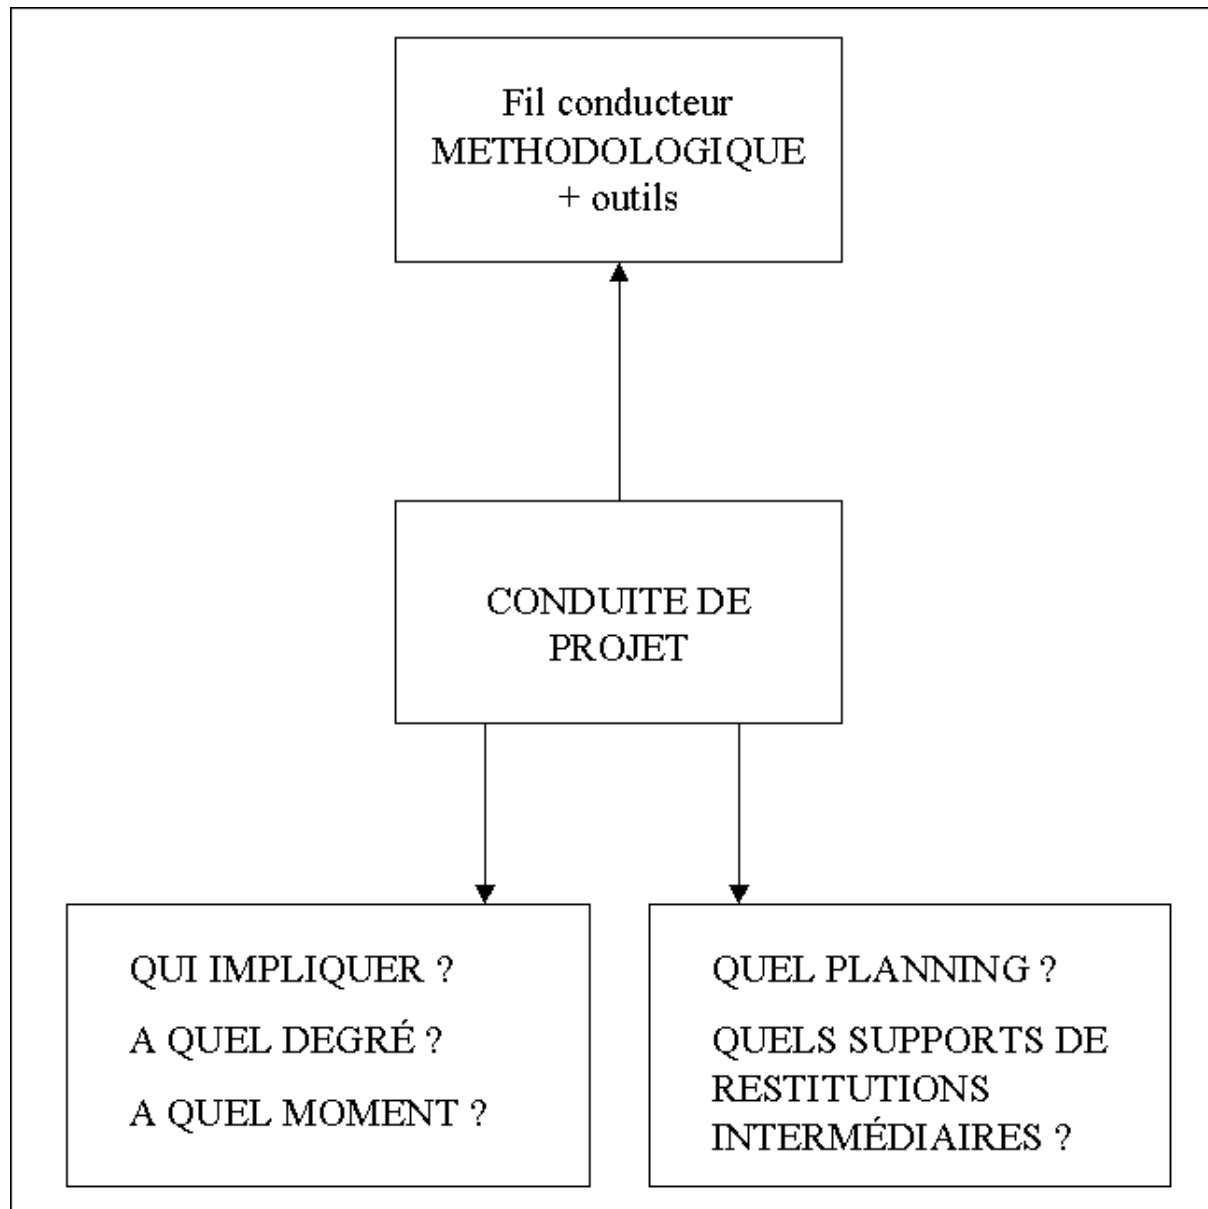 Fil conducteur
METHODOLOGIQUE
+ outils
CONDUITE DE
PROJET
QUI IMPLIQUER ?
A QUEL DEGRÉ ?
A QUEL MOMENT ?
QUEL PLANNING ?
QUELS SUPPORTS DE
RESTITUTIONS
INTERMÉDIAIRES ?